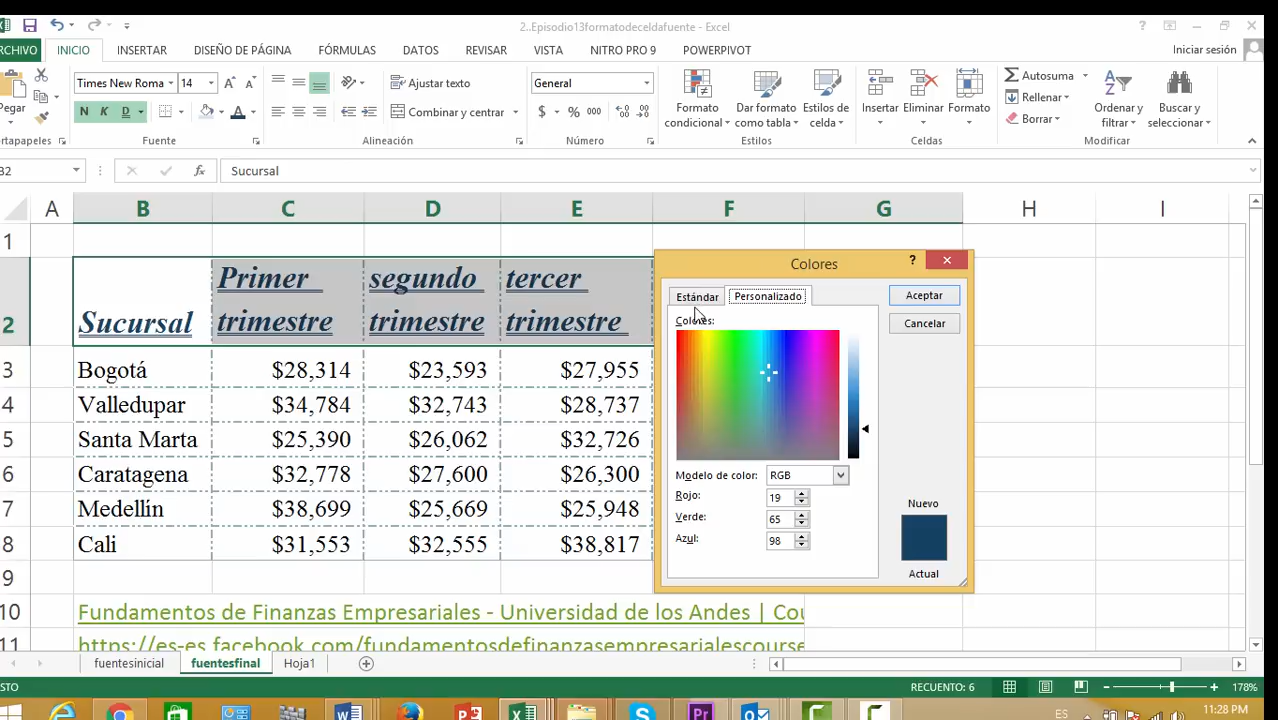 2..Episodio13formatodeceldafuente - Excel
ARCHIVO INICIO INSERTAR DISEÑO DE PÁGINA FÓRMULAS DATOS REVISAR VISTA NITRO PRO 9 POWERPIVOT Iniciar sesión
Times New Roma 14 Ajustar texto General Autosuma
Pegar N K D Combinar y centrar $ % 000 Formato condicional Dar formato como tabla Estilos de celda Insertar Eliminar Formato Rellenar Ordenar y filtrar Buscar y seleccionar
Borrar
rtapapeles Fuente Alineación Número Estilos Celdas Modificar
B2 fx Sucursal
A B C D E F G H I
1
2 Sucursal Primer trimestre segundo trimestre tercer trimestre
3 Bogotá $28,314 $23,593 $27,955
4 Valledupar $34,784 $32,743 $28,737
5 Santa Marta $25,390 $26,062 $32,726
6 Caratagena $32,778 $27,600 $26,300
7 Medellín $38,699 $25,669 $25,948
8 Cali $31,553 $32,555 $38,817
9
10 Fundamentos de Finanzas Empresariales - Universidad de los Andes | Cou
11 https://es-es.facebook.com/fundamentosdefinanzasempresarialescourse
Colores
Estándar Personalizado Aceptar
Colores: Cancelar
Modelo de color: RGB
Rojo: 19
Verde: 65
Azul: 98
Nuevo
Actual
fuentesinicial fuentesfinal Hoja1
STO RECUENTO: 6 178%
ES 11:28 PM